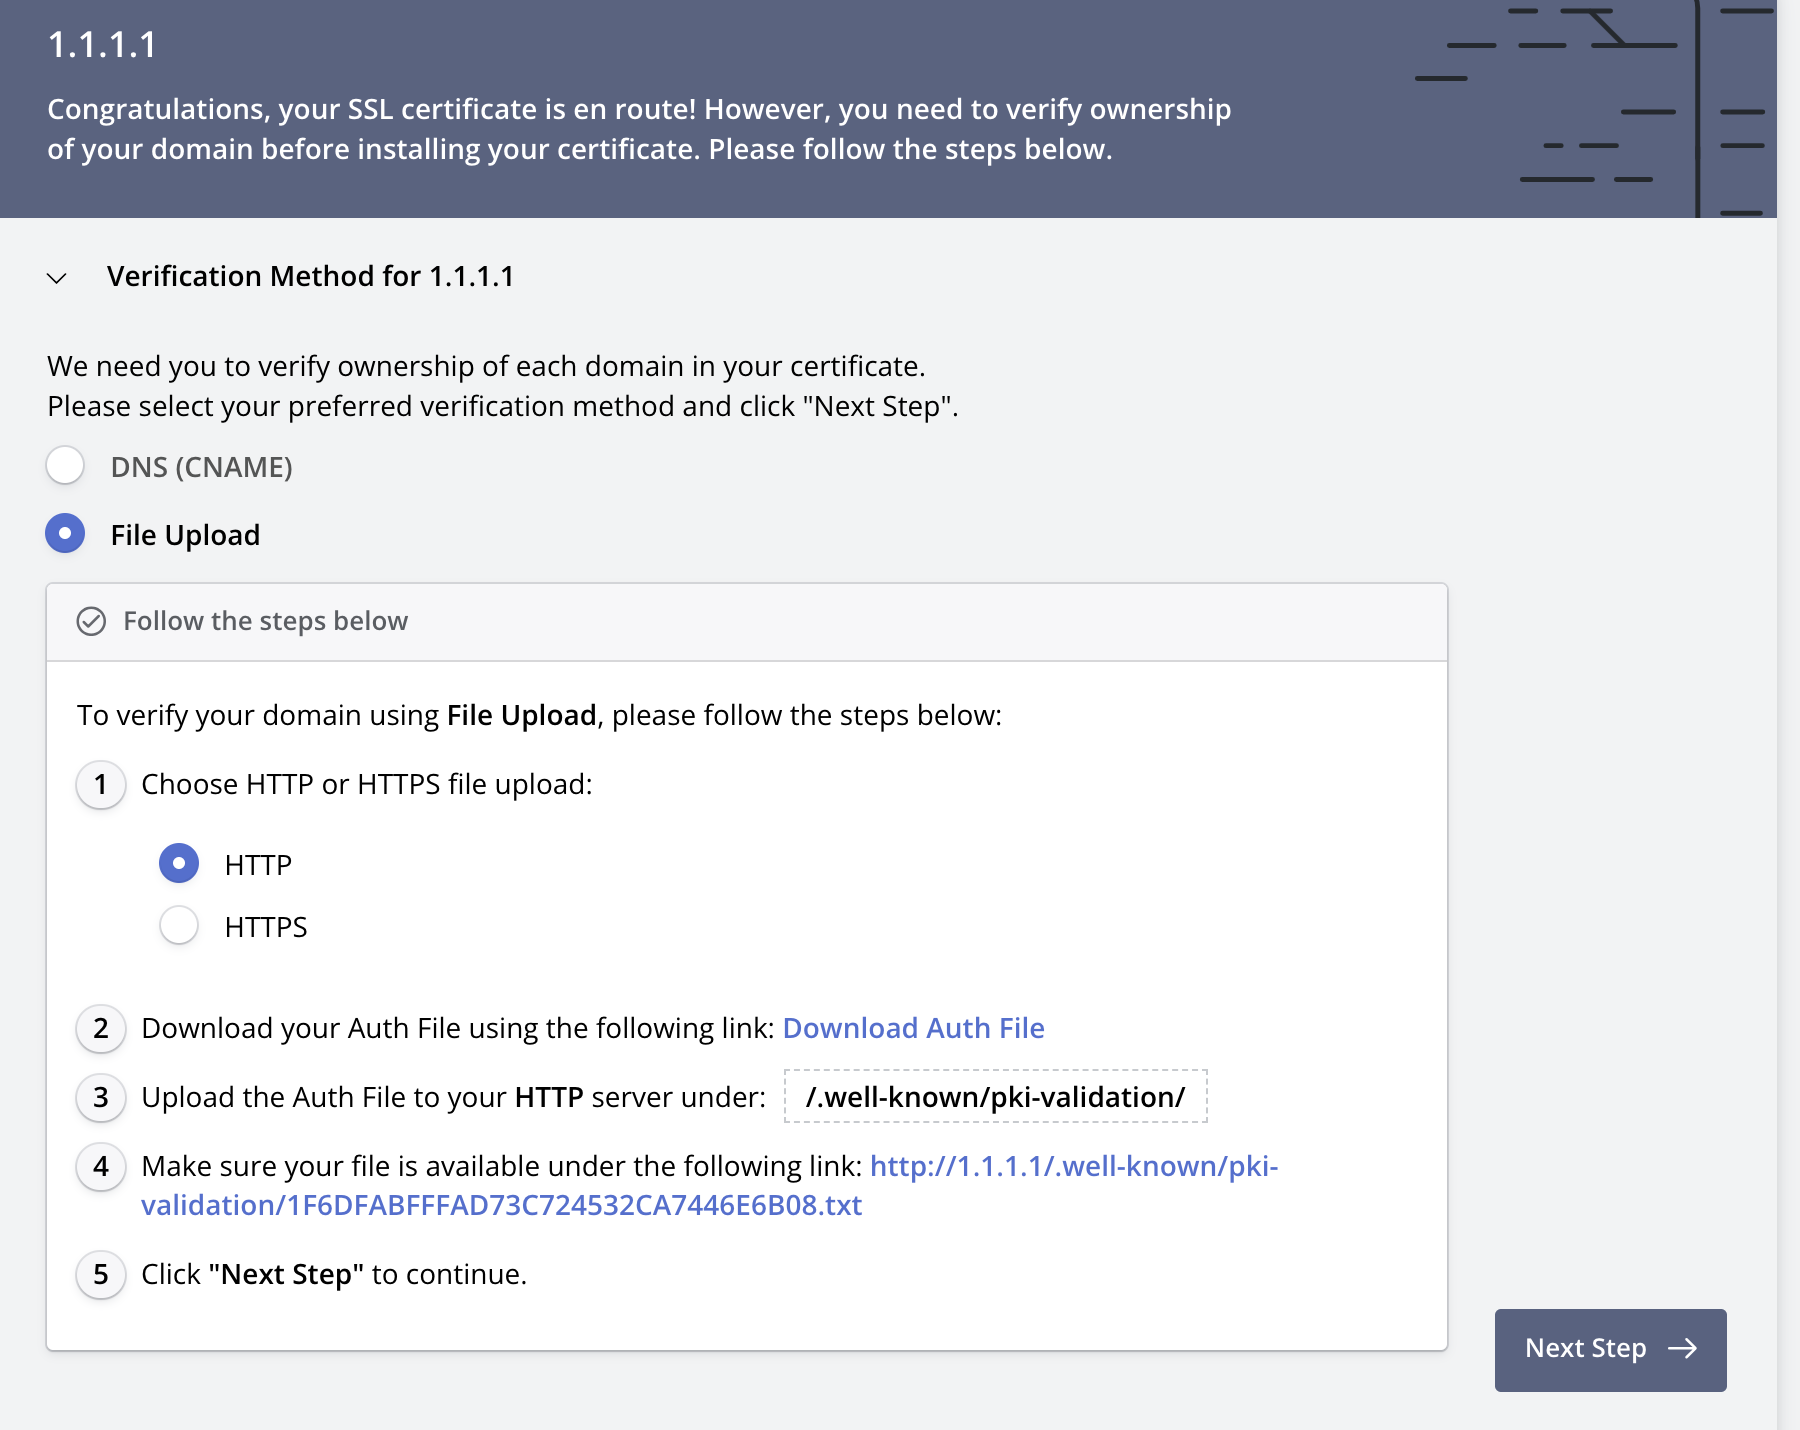 1.1.1.1
Congratulations, your SSL certificate is en route! However, you need to verify ownership
of your domain before installing your certificate. Please follow the steps below.
Verification Method for 1.1.1.1
We need you to verify ownership of each domain in your certificate.
Please select your preferred verification method and click "Next Step".
DNS (CNAME)
File Upload
Follow the steps below
To verify your domain using File Upload, please follow the steps below:
1 Choose HTTP or HTTPS file upload:
HTTP
HTTPS
2 Download your Auth File using the following link: Download Auth File
3 Upload the Auth File to your HTTP server under: /.well-known/pki-validation/
4 Make sure your file is available under the following link: http://1.1.1.1/.well-known/pki-
validation/1F6DFABFFFAD73C724532CA7446E6B08.txt
5 Click "Next Step" to continue.
Next Step